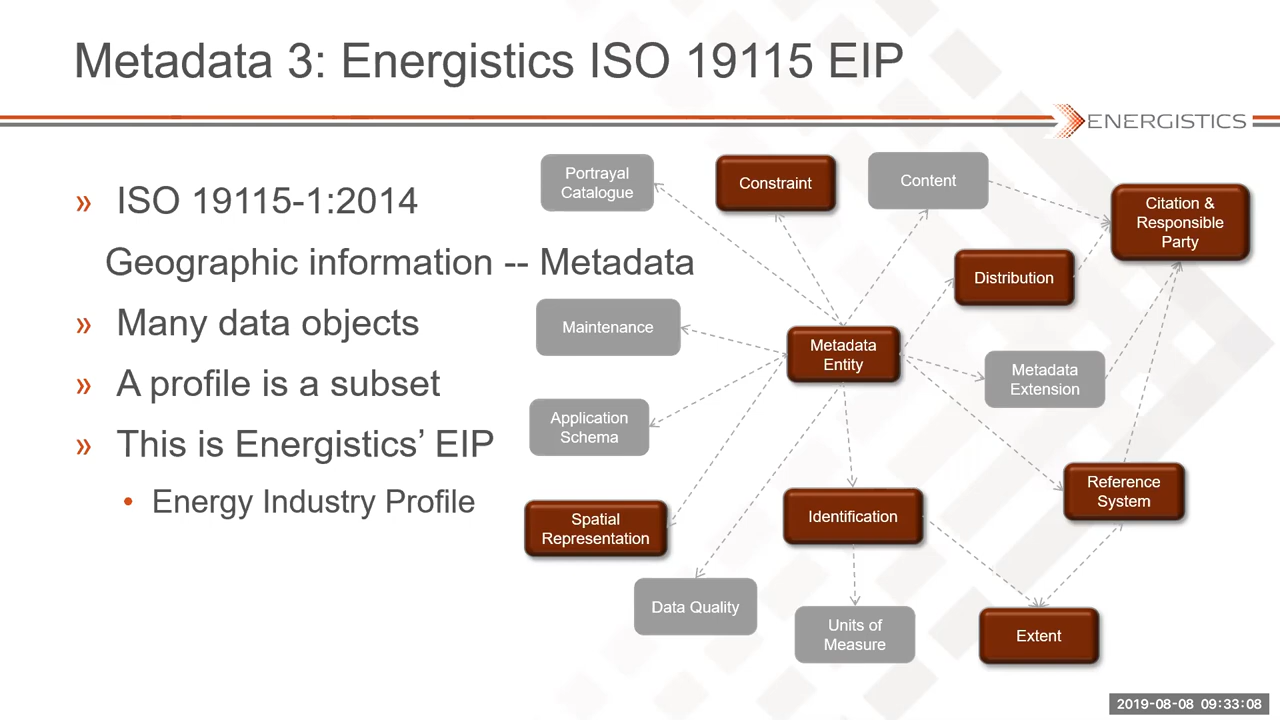 Metadata 3: Energistics ISO 19115 EIP
ENERGISTICS
» ISO 19115-1:2014
Geographic information -- Metadata
» Many data objects
» A profile is a subset
» This is Energistics’ EIP
• Energy Industry Profile
Portrayal
Catalogue
Constraint
Content
Citation &
Responsible
Party
Distribution
Maintenance
Metadata
Entity
Metadata
Extension
Application
Schema
Reference
System
Spatial
Representation
Identification
Data Quality
Units of
Measure
Extent
2019-08-08 09:33:08